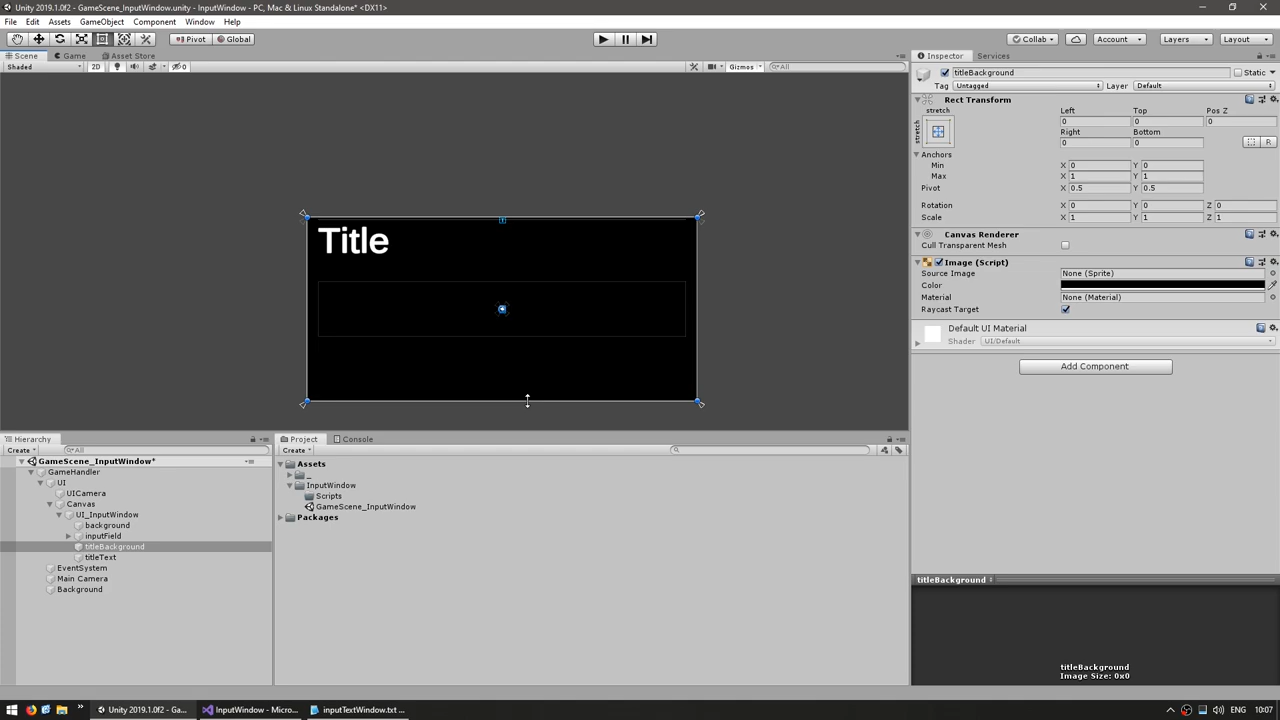 Unity 2019.1.0f2 - GameScene_InputWindow.unity - InputWindow - PC, Mac & Linux Standalone* <DX11>
File Edit Assets GameObject Component Window Help
Pivot Global Collab Account Layers Layout
Scene Game Asset Store
Shaded 2D 0 Gizmos All
Title
Inspector Services
titleBackground Static
Tag Untagged Layer Default
Rect Transform
stretch Left Top Pos Z
stretch 0 0 0
Right Bottom
0 0 R
Anchors
Min X 0 Y 0
Max X 1 Y 1
Pivot X 0.5 Y 0.5
Rotation X 0 Y 0 Z 0
Scale X 1 Y 1 Z 1
Canvas Renderer
Cull Transparent Mesh
Image (Script)
Source Image None (Sprite)
Color
Material None (Material)
Raycast Target
Default UI Material
Shader UI/Default
Add Component
titleBackground
titleBackground
Image Size: 0x0
Hierarchy
Create All
GameScene_InputWindow*
GameHandler
UI
UICamera
Canvas
UI_InputWindow
background
inputField
titleBackground
titleText
EventSystem
Main Camera
Background
Project Console
Create
Assets
_
InputWindow
Scripts
GameScene_InputWindow
Packages
Unity 2019.1.0f2 - Ga... InputWindow - Micro... inputTextWindow.txt ... ENG 10:07